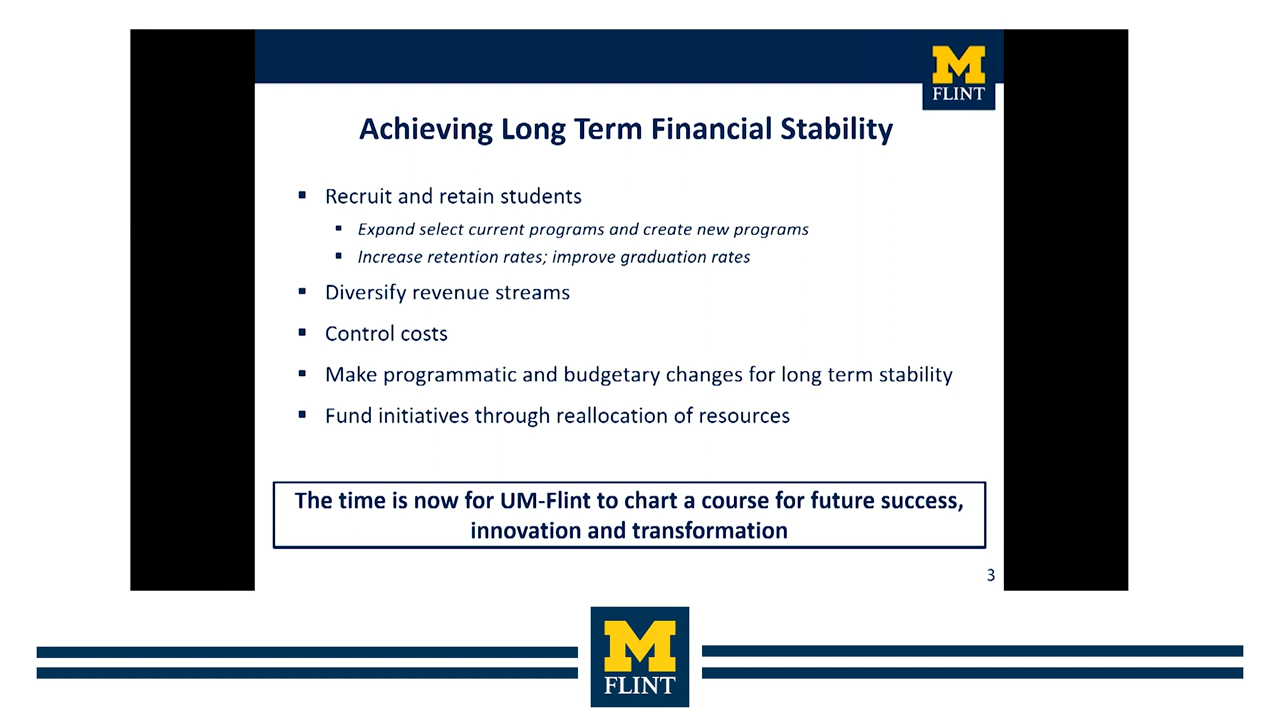 M
FLINT
Achieving Long Term Financial Stability
▪ Recruit and retain students
▪ Expand select current programs and create new programs
▪ Increase retention rates; improve graduation rates
▪ Diversify revenue streams
▪ Control costs
▪ Make programmatic and budgetary changes for long term stability
▪ Fund initiatives through reallocation of resources
The time is now for UM-Flint to chart a course for future success,
innovation and transformation
3
M
FLINT